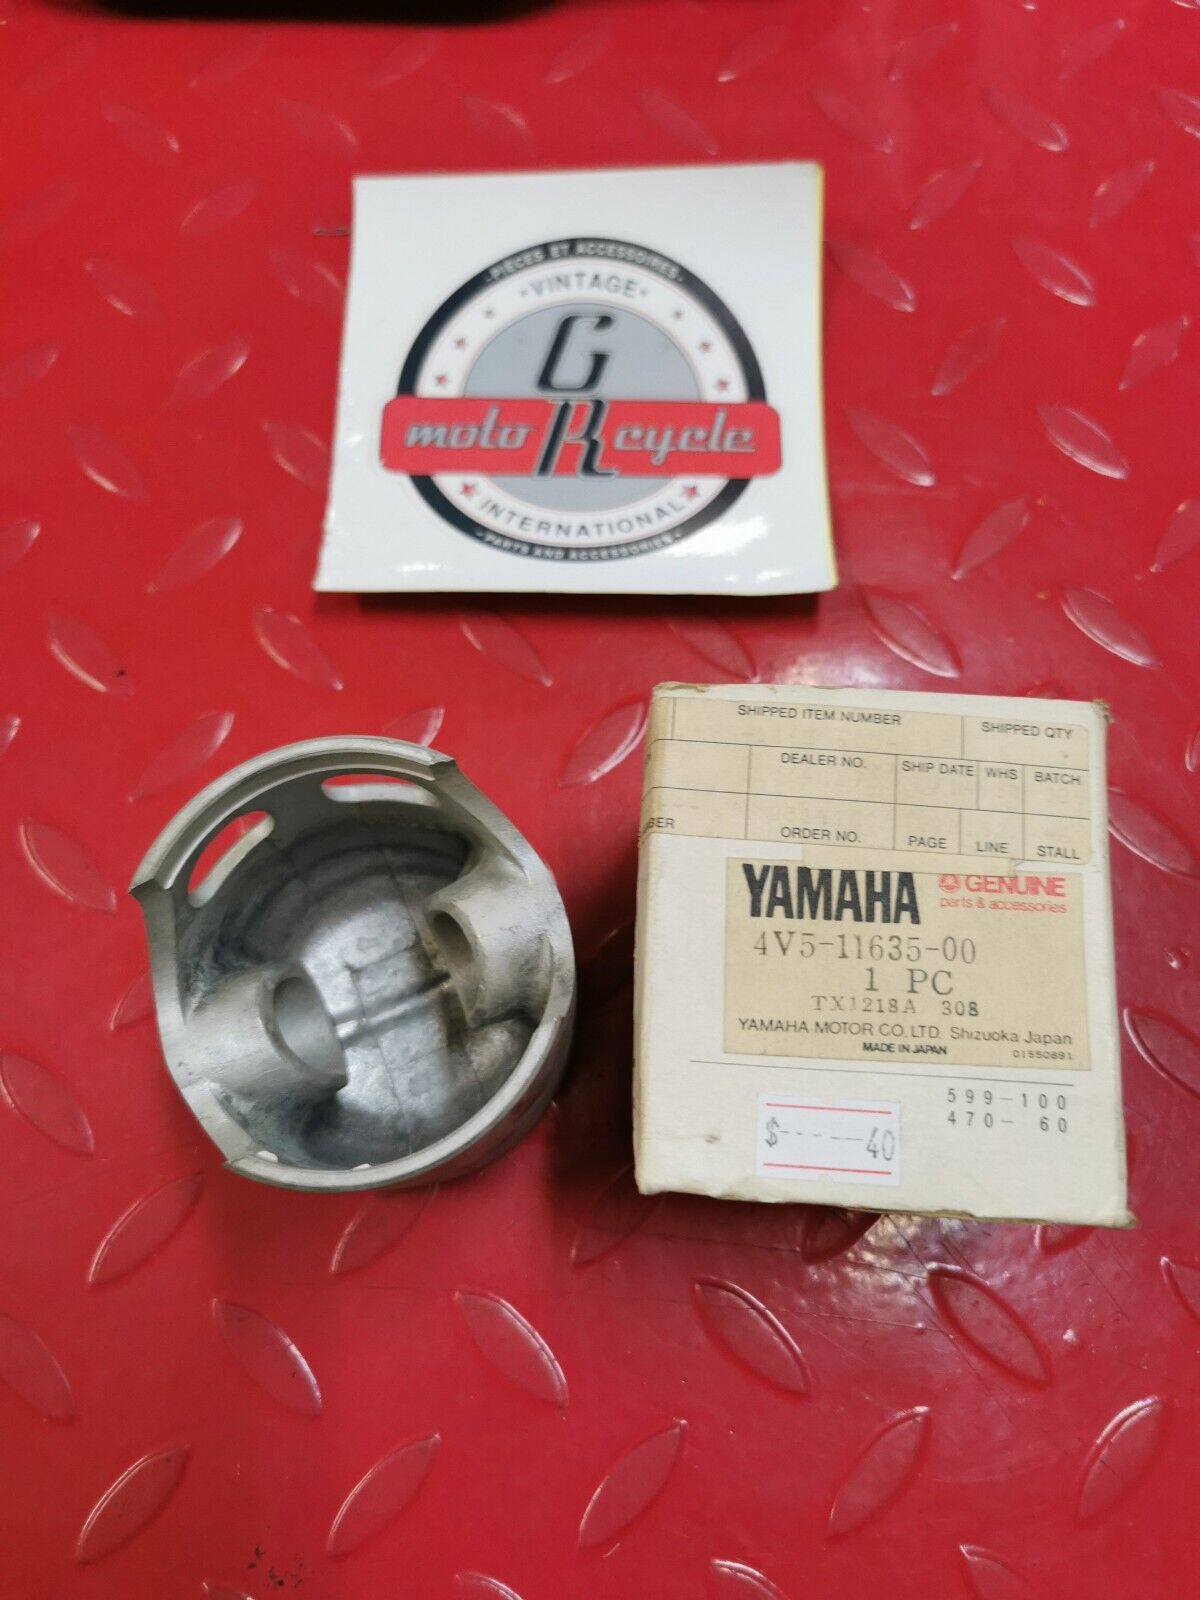 • PIÈCES ET ACCESSOIRES •
• VINTAGE •
G
moto R cycle
INTERNATIONAL
• PARTS AND ACCESSORIES •
SHIPPED ITEM NUMBER SHIPPED QTY
DEALER NO. SHIP DATE WHS BATCH
ORDER NO. PAGE LINE STALL
YAMAHA GENUINE
parts & accessories
4V5-11635-00
1 PC
TX1218A 308
YAMAHA MOTOR CO., LTD. Shizuoka Japan
MADE IN JAPAN 01550891
599-100
470- 60
$------40